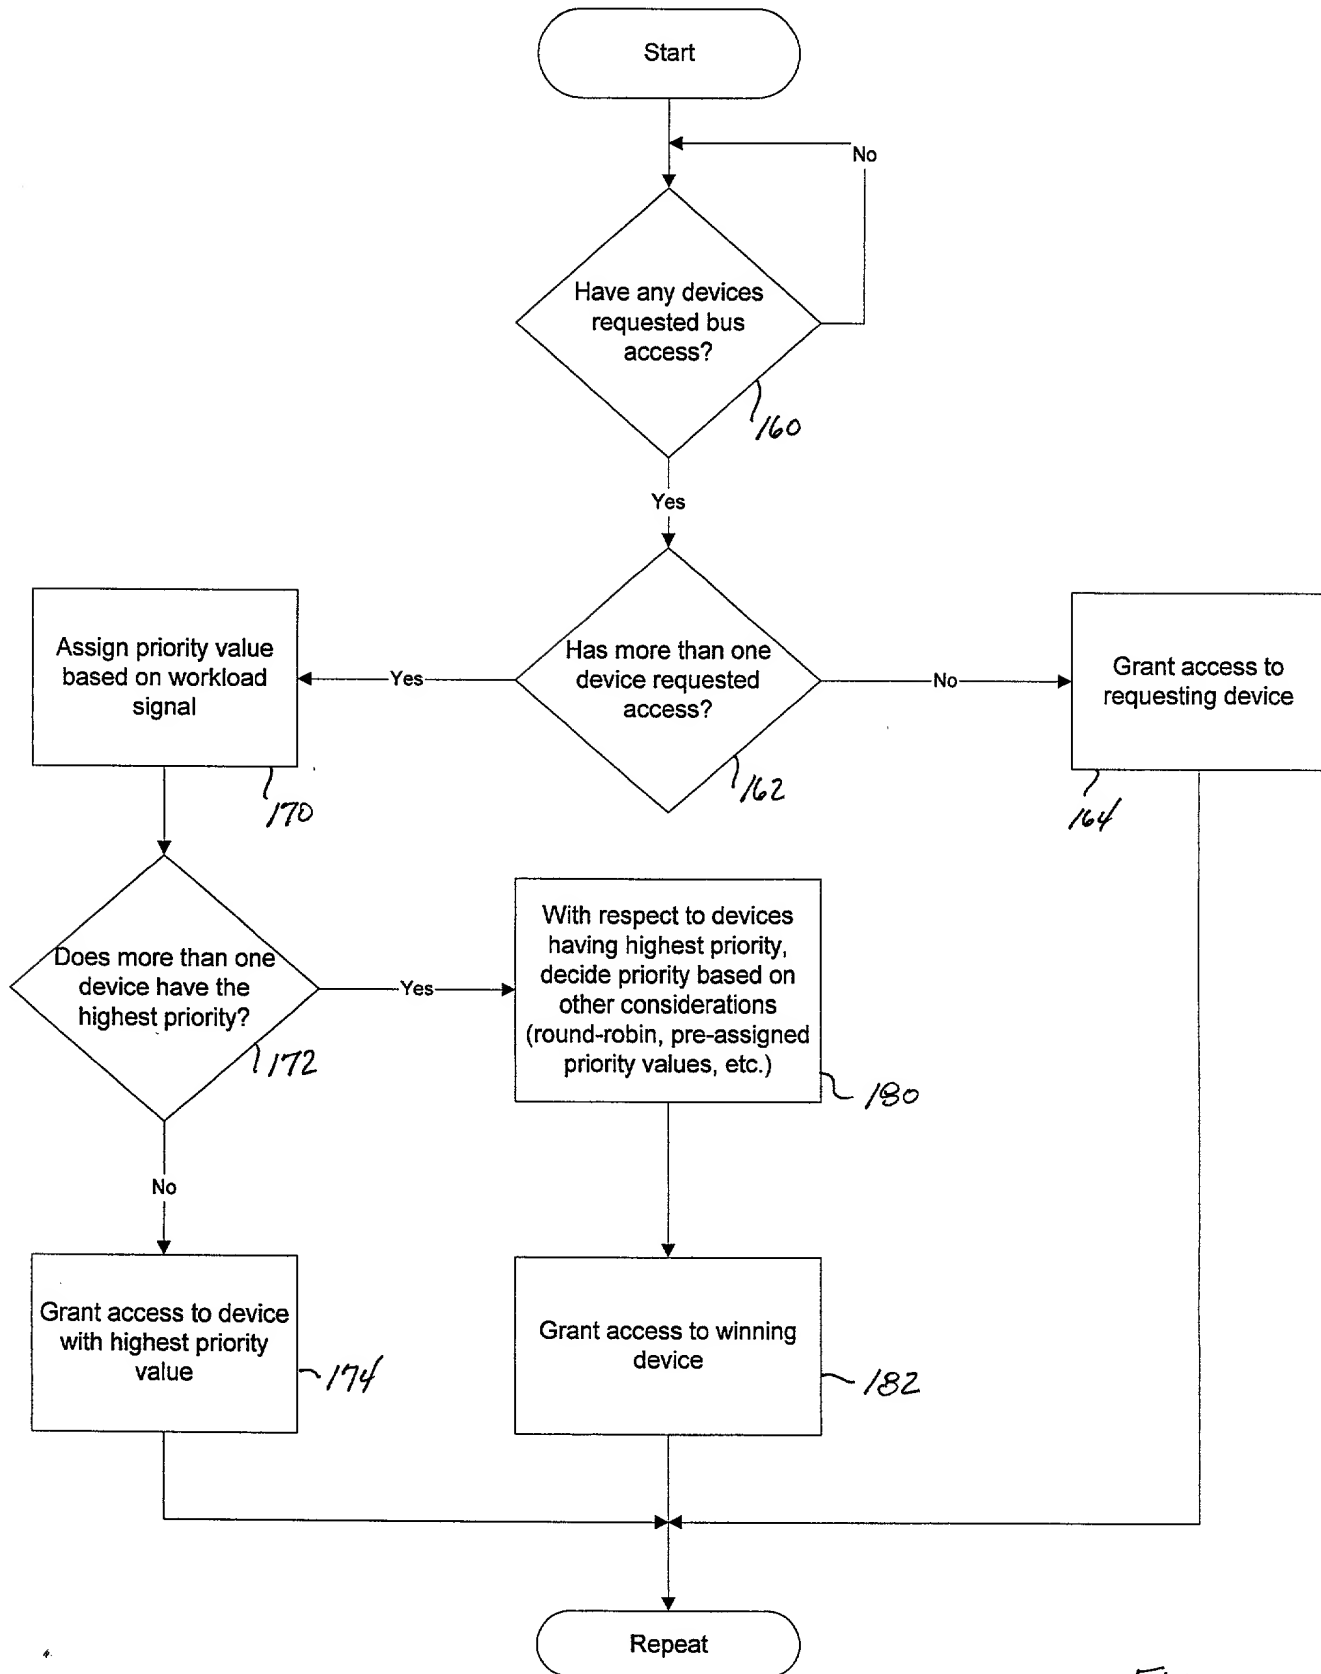 Start
No
Have any devices
requested bus
access?
160
Yes
Has more than one
device requested
access?
162
Yes
No
Assign priority value
based on workload
signal
170
Grant access to
requesting device
164
Does more than one
device have the
highest priority?
172
Yes
With respect to devices
having highest priority,
decide priority based on
other considerations
(round-robin, pre-assigned
priority values, etc.)
180
No
Grant access to device
with highest priority
value
174
Grant access to winning
device
182
Repeat